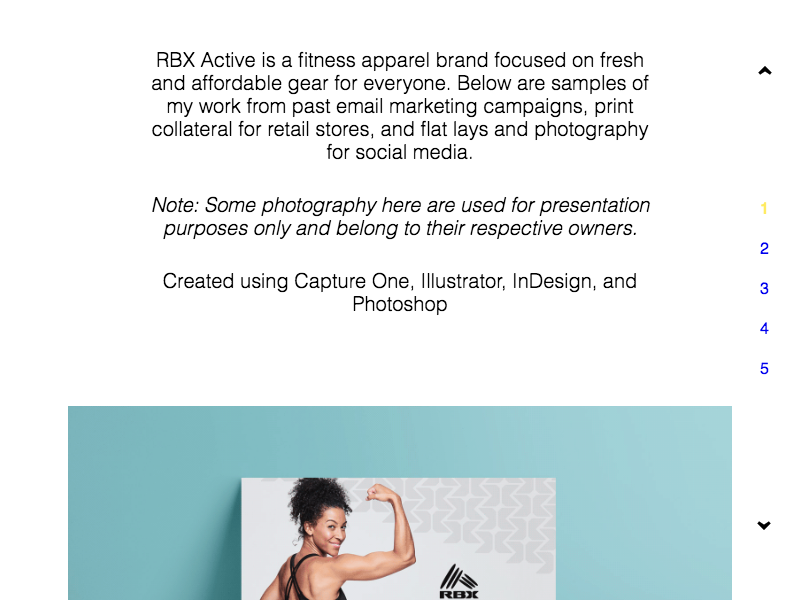 RBX Active is a fitness apparel brand focused on fresh
and affordable gear for everyone. Below are samples of
my work from past email marketing campaigns, print
collateral for retail stores, and flat lays and photography
for social media.
Note: Some photography here are used for presentation
purposes only and belong to their respective owners.
Created using Capture One, Illustrator, InDesign, and
Photoshop
1
2
3
4
5
RBX